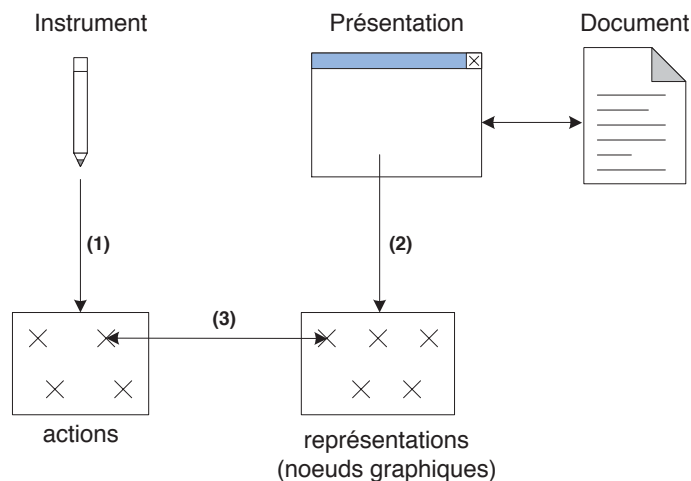 Instrument
Présentation
Document
(1)
(2)
(3)
actions
représentations
(noeuds graphiques)